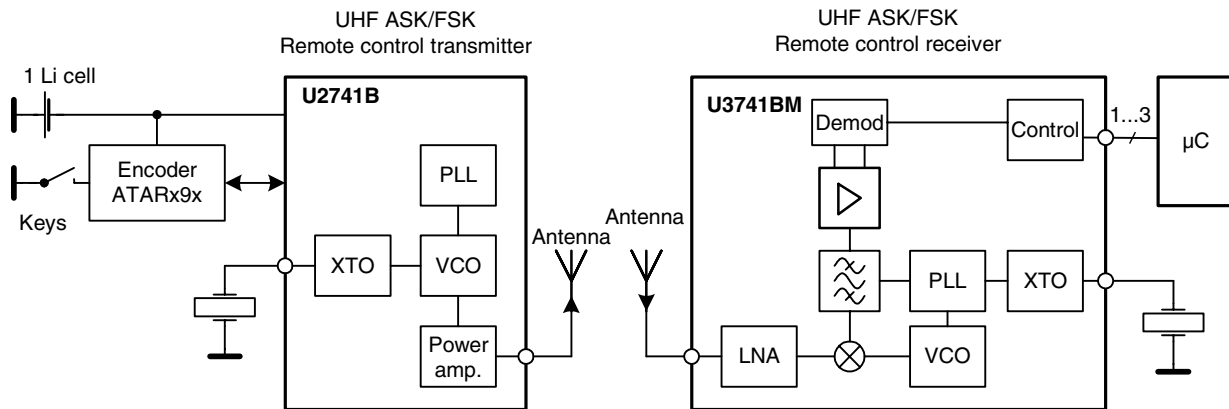 UHF ASK/FSK
Remote control transmitter
UHF ASK/FSK
Remote control receiver
1 Li cell
U2741B
Encoder
ATARx9x
Keys
PLL
XTO
VCO
Power
amp.
Antenna
Antenna
U3741BM
Demod
Control
1...3
µC
PLL
XTO
LNA
VCO